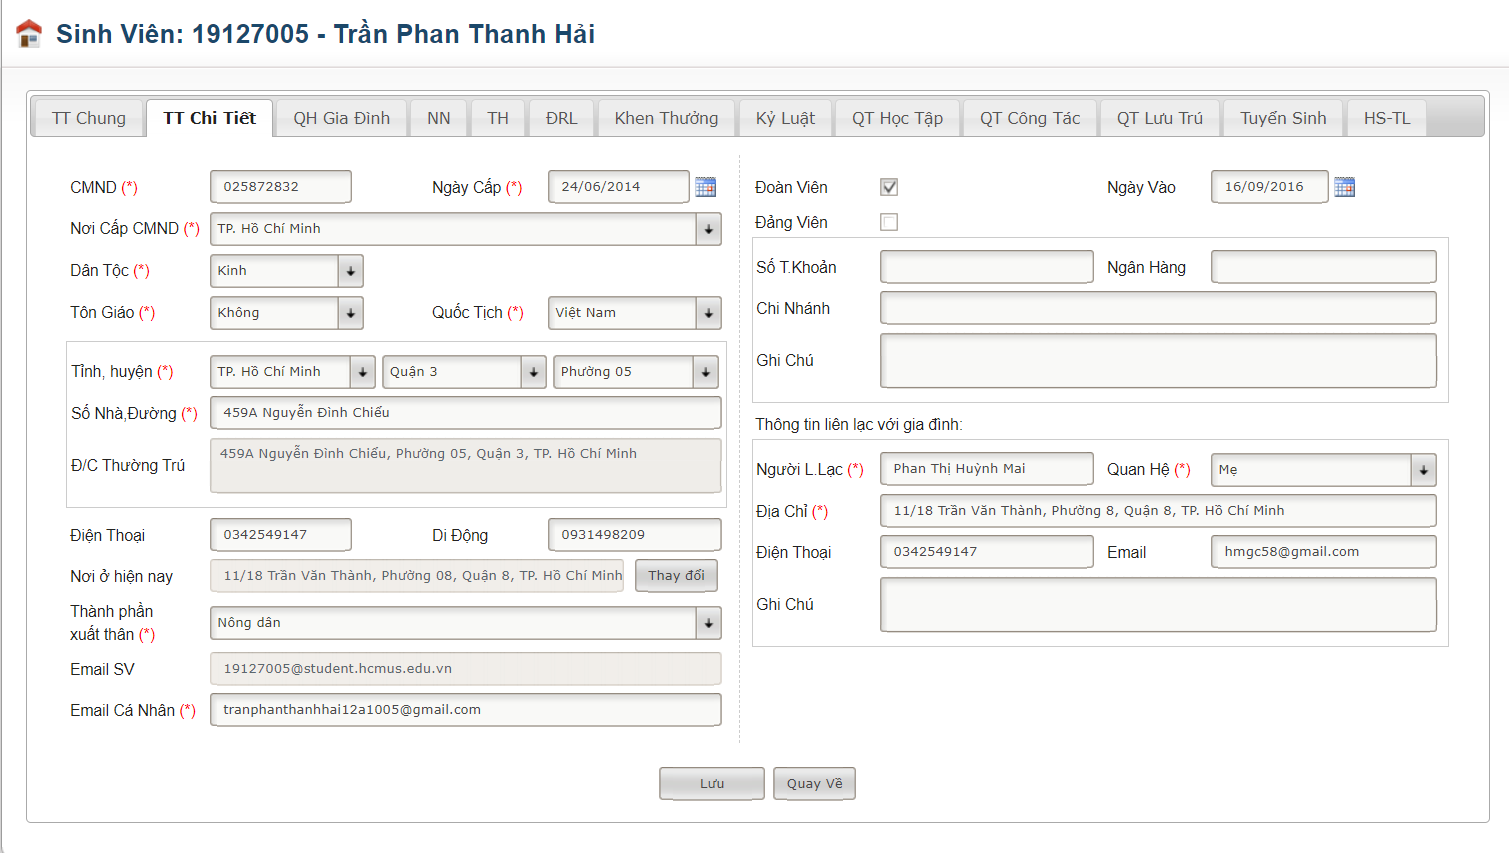 Sinh Viên: 19127005 - Trần Phan Thanh Hải
TT Chung TT Chi Tiết QH Gia Đình NN TH ĐRL Khen Thưởng Kỷ Luật QT Học Tập QT Công Tác QT Lưu Trú Tuyển Sinh HS-TL
CMND (*) 025872832 Ngày Cấp (*) 24/06/2014
Nơi Cấp CMND (*) TP. Hồ Chí Minh
Dân Tộc (*) Kinh
Tôn Giáo (*) Không Quốc Tịch (*) Việt Nam
Tỉnh, huyện (*) TP. Hồ Chí Minh Quận 3 Phường 05
Số Nhà,Đường (*) 459A Nguyễn Đình Chiểu
Đ/C Thường Trú 459A Nguyễn Đình Chiểu, Phường 05, Quận 3, TP. Hồ Chí Minh
Điện Thoại 0342549147 Di Động 0931498209
Nơi ở hiện nay 11/18 Trần Văn Thành, Phường 08, Quận 8, TP. Hồ Chí Minh Thay đổi
Thành phần
xuất thân (*) Nông dân
Email SV 19127005@student.hcmus.edu.vn
Email Cá Nhân (*) tranphanthanhhai12a1005@gmail.com
Đoàn Viên Ngày Vào 16/09/2016
Đảng Viên
Số T.Khoản Ngân Hàng
Chi Nhánh
Ghi Chú
Thông tin liên lạc với gia đình:
Người L.Lạc (*) Phan Thị Huỳnh Mai Quan Hệ (*) Mẹ
Địa Chỉ (*) 11/18 Trần Văn Thành, Phường 8, Quận 8, TP. Hồ Chí Minh
Điện Thoại 0342549147 Email hmgc58@gmail.com
Ghi Chú
Lưu Quay Về